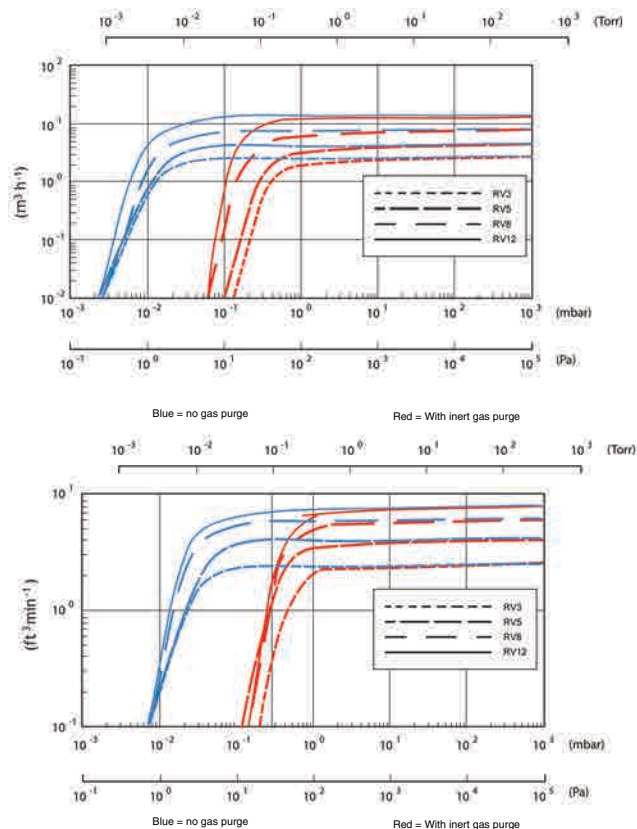 10-3 10-2 10-1 100 101 102 103 (Torr)
102
101
100
10-1
10-2
(m3 h-1)
RV3
RV5
RV8
RV12
10-3 10-2 10-1 100 101 102 103
(mbar)
10-1 100 101 102 10-3 10-4 105 (Pa)
Blue = no gas purge Red = With inert gas purge
10-3 10-2 10-1 100 101 102 103 (Torr)
101
100
10-1
(ft3min-1)
RV3
RV5
RV8
RV12
10-3 10-2 10-1 100 101 102 103 (mbar)
10-1 100 101 102 103 104 105 (Pa)
Blue = no gas purge Red = With inert gas purge